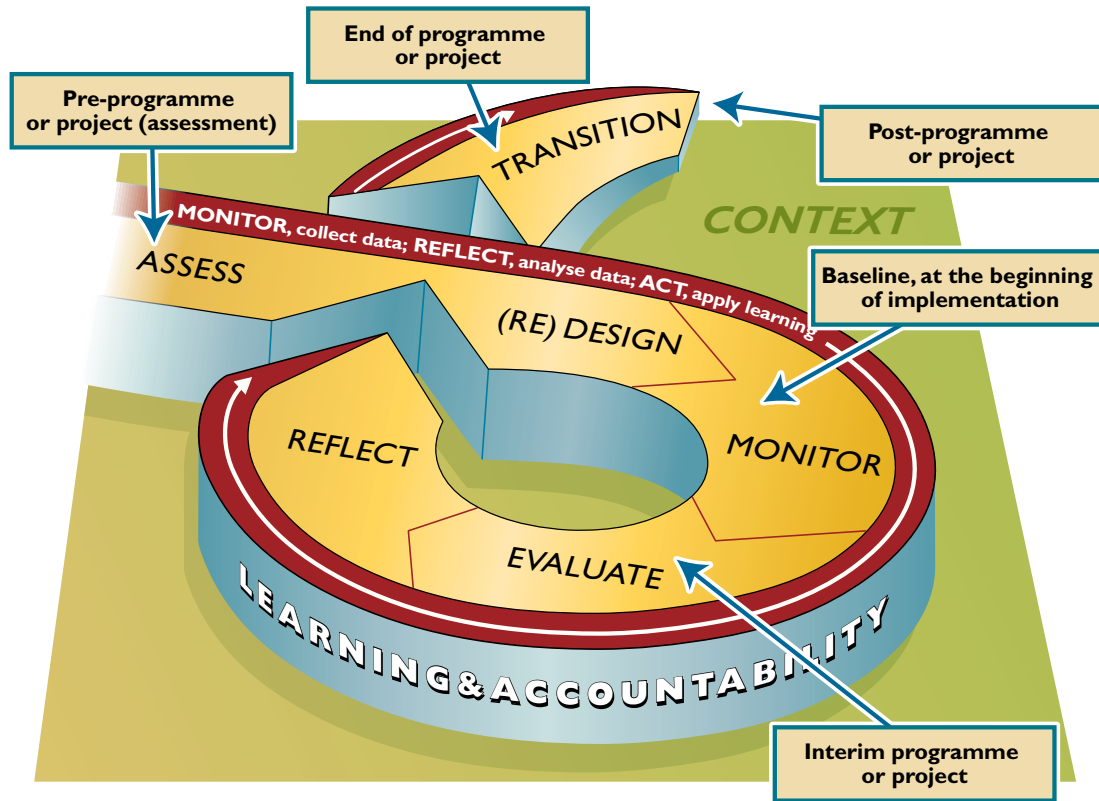 End of programme
or project
Pre-programme
or project (assessment)
Post-programme
or project
TRANSITION
CONTEXT
MONITOR, collect data; REFLECT, analyse data; ACT, apply learning
ASSESS
Baseline, at the beginning
of implementation
(RE) DESIGN
REFLECT
MONITOR
EVALUATE
LEARNING & ACCOUNTABILITY
Interim programme
or project